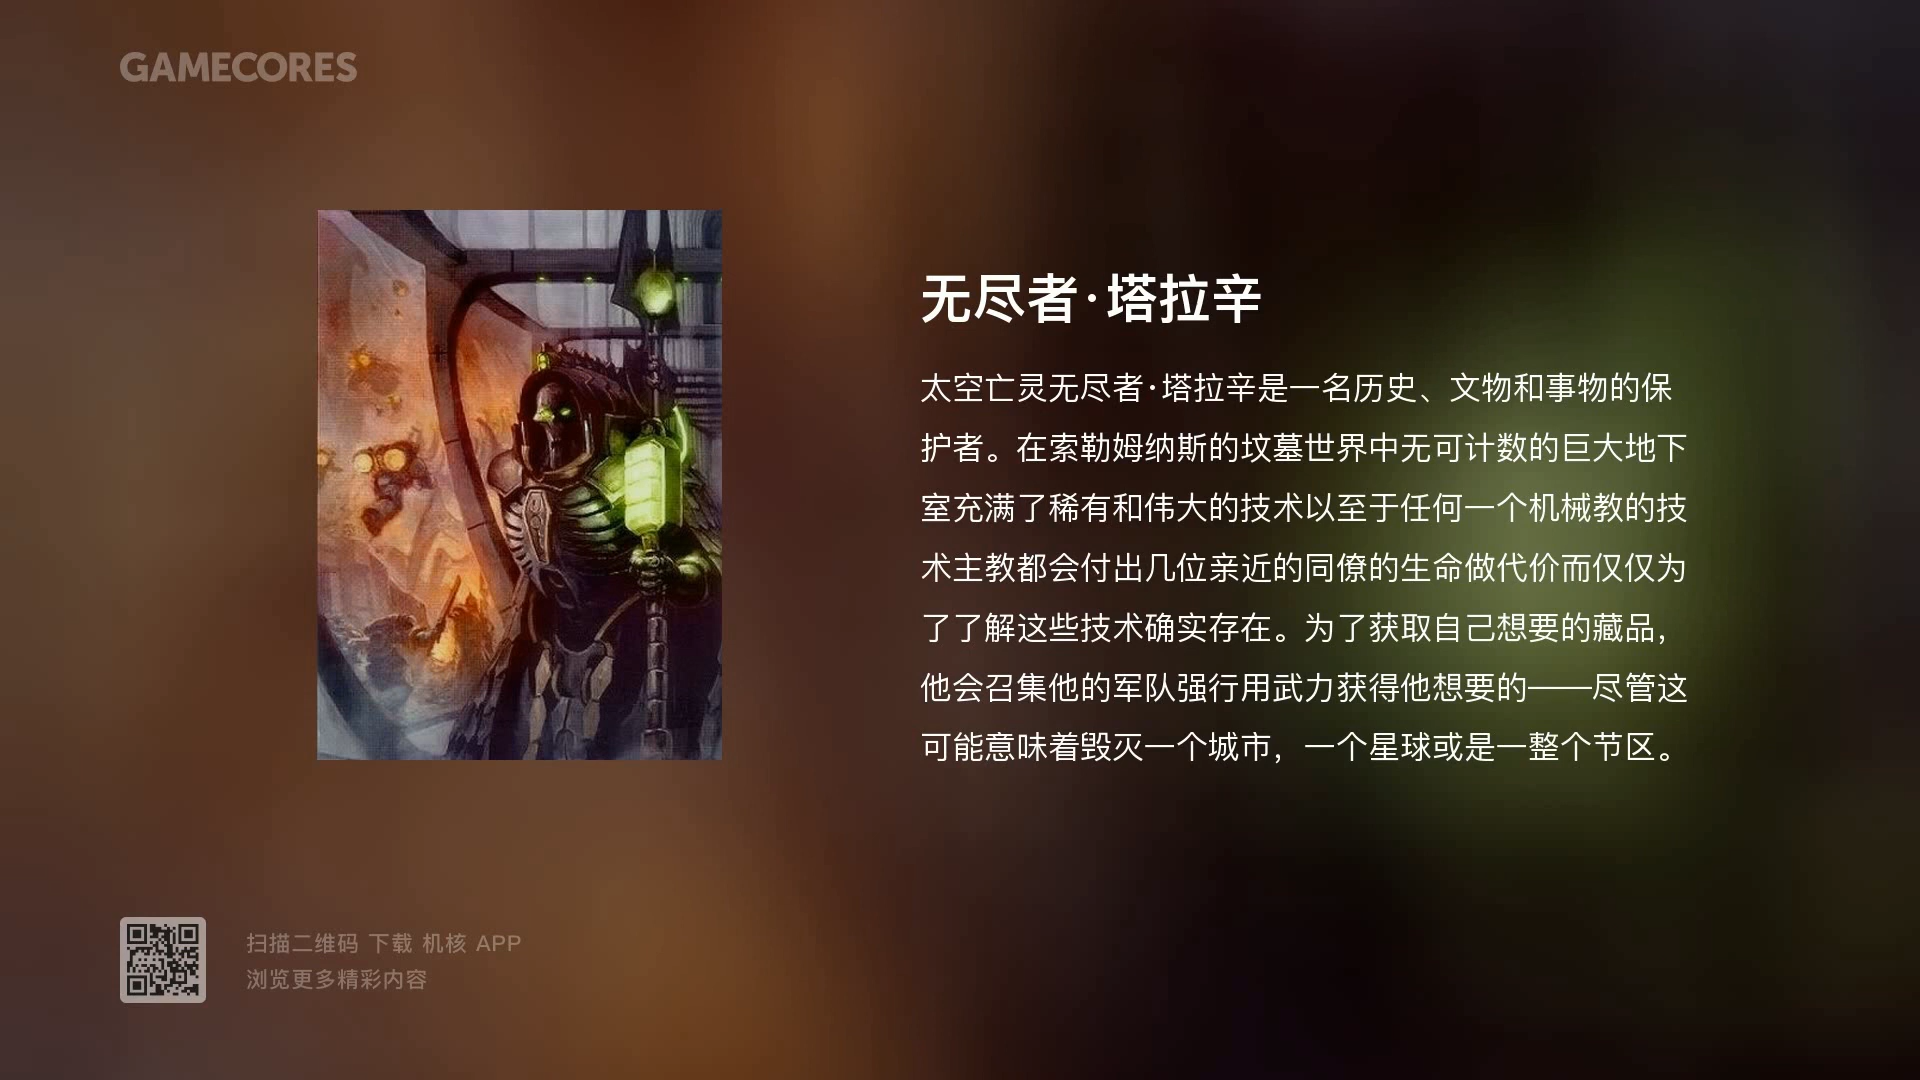 GAMECORES
无尽者·塔拉辛
太空亡灵无尽者·塔拉辛是一名历史、文物和事物的保
护者。在索勒姆纳斯的坟墓世界中无可计数的巨大地下
室充满了稀有和伟大的技术以至于任何一个机械教的技
术主教都会付出几位亲近的同僚的生命做代价而仅仅为
了了解这些技术确实存在。为了获取自己想要的藏品，
他会召集他的军队强行用武力获得他想要的——尽管这
可能意味着毁灭一个城市，一个星球或是一整个节区。
扫描二维码 下载 机核 APP
浏览更多精彩内容